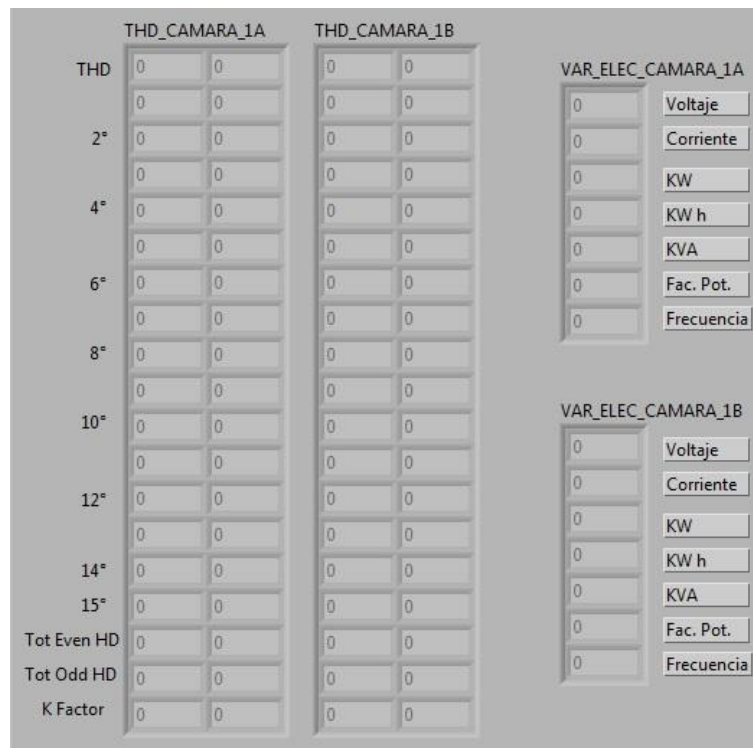 THD_CAMARA_1A THD_CAMARA_1B
THD 0 0 0 0
0 0 0 0
2° 0 0 0 0
0 0 0 0
4° 0 0 0 0
0 0 0 0
6° 0 0 0 0
0 0 0 0
8° 0 0 0 0
0 0 0 0
10° 0 0 0 0
0 0 0 0
12° 0 0 0 0
0 0 0 0
14° 0 0 0 0
15° 0 0 0 0
Tot Even HD 0 0 0 0
Tot Odd HD 0 0 0 0
K Factor 0 0 0 0
VAR_ELEC_CAMARA_1A
0 Voltaje
0 Corriente
0 KW
0 KW h
0 KVA
0 Fac. Pot.
0 Frecuencia
VAR_ELEC_CAMARA_1B
0 Voltaje
0 Corriente
0 KW
0 KW h
0 KVA
0 Fac. Pot.
0 Frecuencia